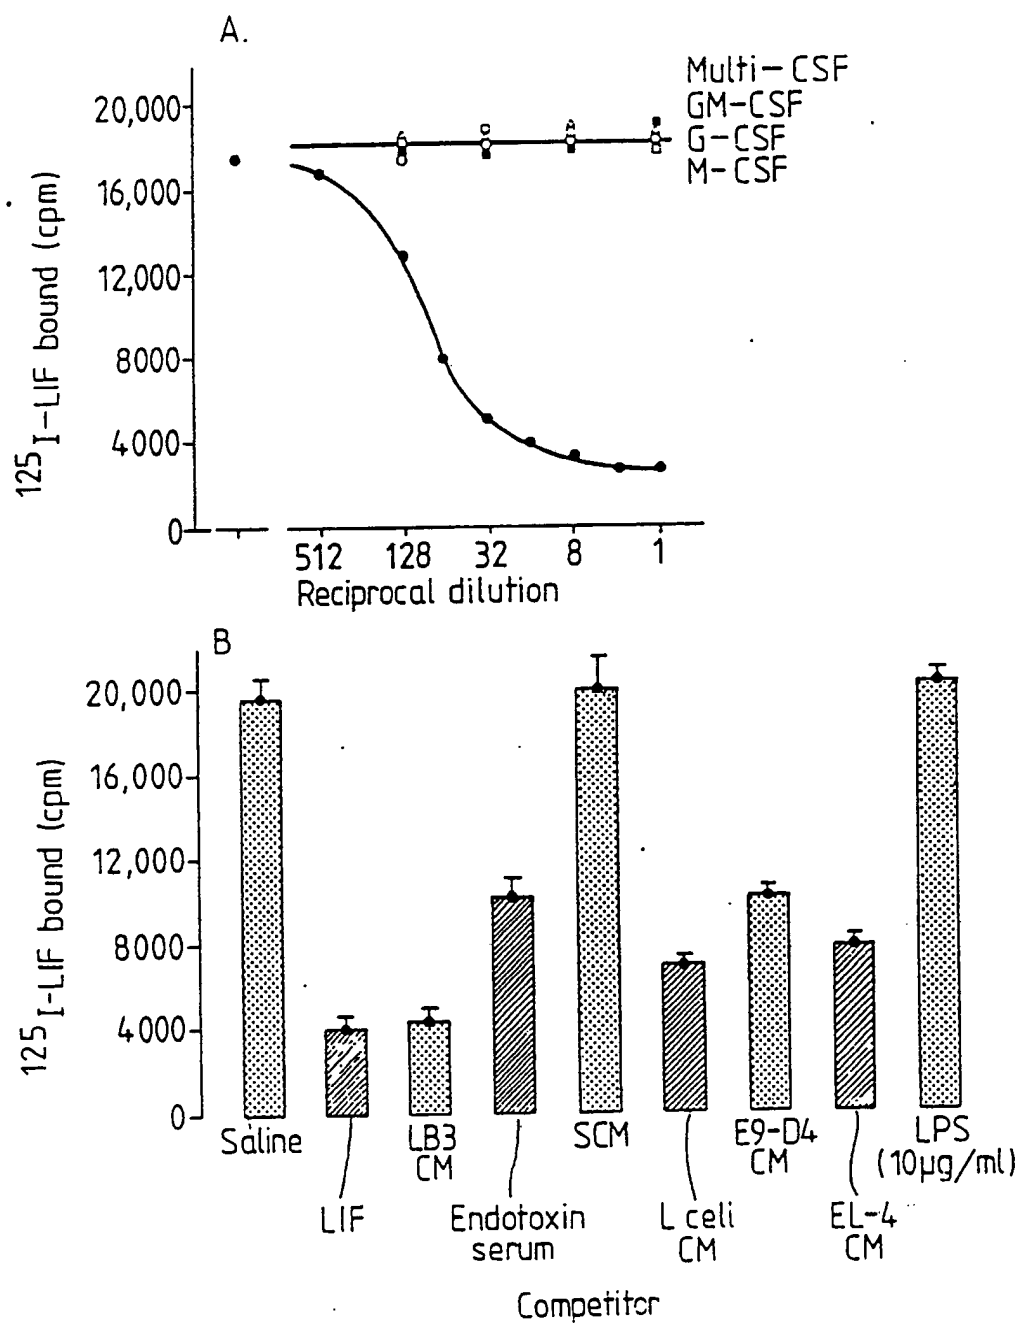 A.
Multi-CSF
GM-CSF
G-CSF
M-CSF
20,000
16,000
12,000
8000
4000
0
125I-LIF bound (cpm)
512 128 32 8 1
Reciprocal dilution
B
20,000
16,000
12,000
8000
4000
0
125I-LIF bound (cpm)
Saline
LIF
LB3
CM
Endotoxin
serum
SCM
L cell
CM
E9-D4
CM
EL-4
CM
LPS
(10µg/ml)
Competitor